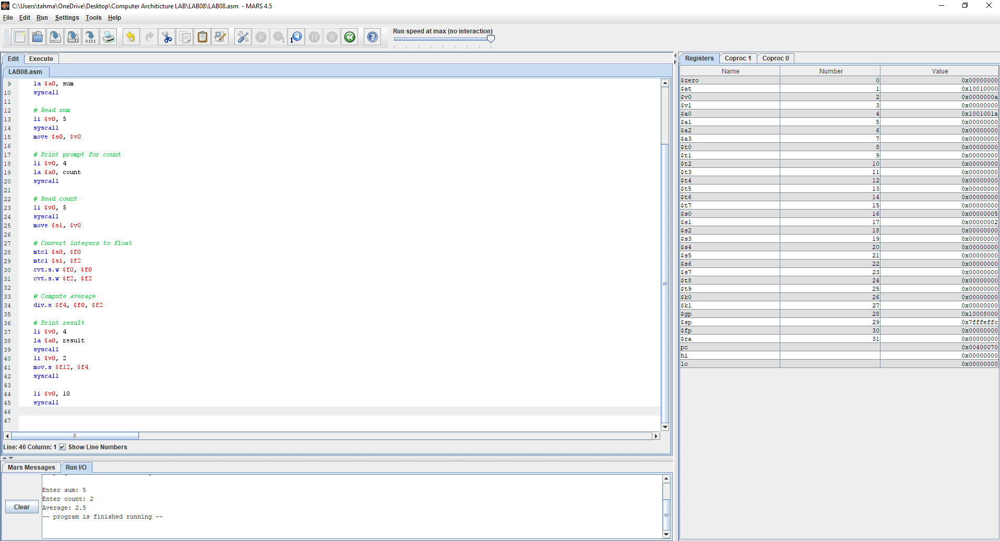 C:\Users\tahma\OneDrive\Desktop\Computer Architicture LAB\LAB08\LAB08.asm - MARS 4.5
File Edit Run Settings Tools Help
Run speed at max (no interaction)
Edit Execute
LAB08.asm
9 la $a0, sum
10 syscall
11
12 # Read sum
13 li $v0, 5
14 syscall
15 move $s0, $v0
16
17 # Print prompt for count
18 li $v0, 4
19 la $a0, count
20 syscall
21
22 # Read count
23 li $v0, 5
24 syscall
25 move $s1, $v0
26
27 # Convert integers to float
28 mtc1 $s0, $f0
29 mtc1 $s1, $f2
30 cvt.s.w $f0, $f0
31 cvt.s.w $f2, $f2
32
33 # Compute average
34 div.s $f4, $f0, $f2
35
36 # Print result
37 li $v0, 4
38 la $a0, result
39 syscall
40 li $v0, 2
41 mov.s $f12, $f4
42 syscall
43
44 li $v0, 10
45 syscall
46
47
Line: 46 Column: 1 Show Line Numbers
Mars Messages Run I/O
Clear
Enter sum: 5
Enter count: 2
Average: 2.5
-- program is finished running --
Registers Coproc 1 Coproc 0
Name Number Value
$zero 0 0x00000000
$at 1 0x10010000
$v0 2 0x0000000a
$v1 3 0x00000000
$a0 4 0x1001001a
$a1 5 0x00000000
$a2 6 0x00000000
$a3 7 0x00000000
$t0 8 0x00000000
$t1 9 0x00000000
$t2 10 0x00000000
$t3 11 0x00000000
$t4 12 0x00000000
$t5 13 0x00000000
$t6 14 0x00000000
$t7 15 0x00000000
$s0 16 0x00000005
$s1 17 0x00000002
$s2 18 0x00000000
$s3 19 0x00000000
$s4 20 0x00000000
$s5 21 0x00000000
$s6 22 0x00000000
$s7 23 0x00000000
$t8 24 0x00000000
$t9 25 0x00000000
$k0 26 0x00000000
$k1 27 0x00000000
$gp 28 0x10008000
$sp 29 0x7fffeffc
$fp 30 0x00000000
$ra 31 0x00000000
pc 0x00400070
hi 0x00000000
lo 0x00000000